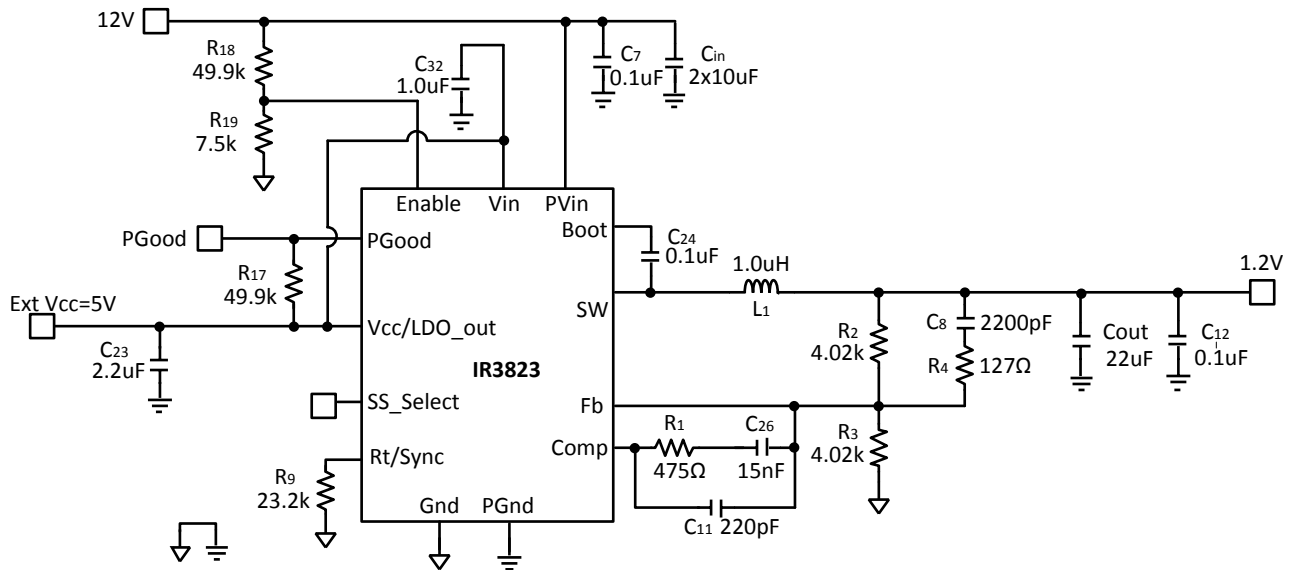 12V
R18
49.9k
C32
1.0uF
C7
0.1uF
Cin
2x10uF
R19
7.5k
Enable
Vin
PVin
Boot
PGood
PGood
C24
0.1uF
R17
49.9k
1.0uH
L1
1.2V
SW
Ext Vcc=5V
Vcc/LDO_out
C23
2.2uF
IR3823
R2
4.02k
C8
2200pF
R4
127Ω
Cout
22uF
C12
0.1uF
SS_Select
Fb
R1
475Ω
C26
15nF
R3
4.02k
Comp
Rt/Sync
R9
23.2k
Gnd
PGnd
C11 220pF